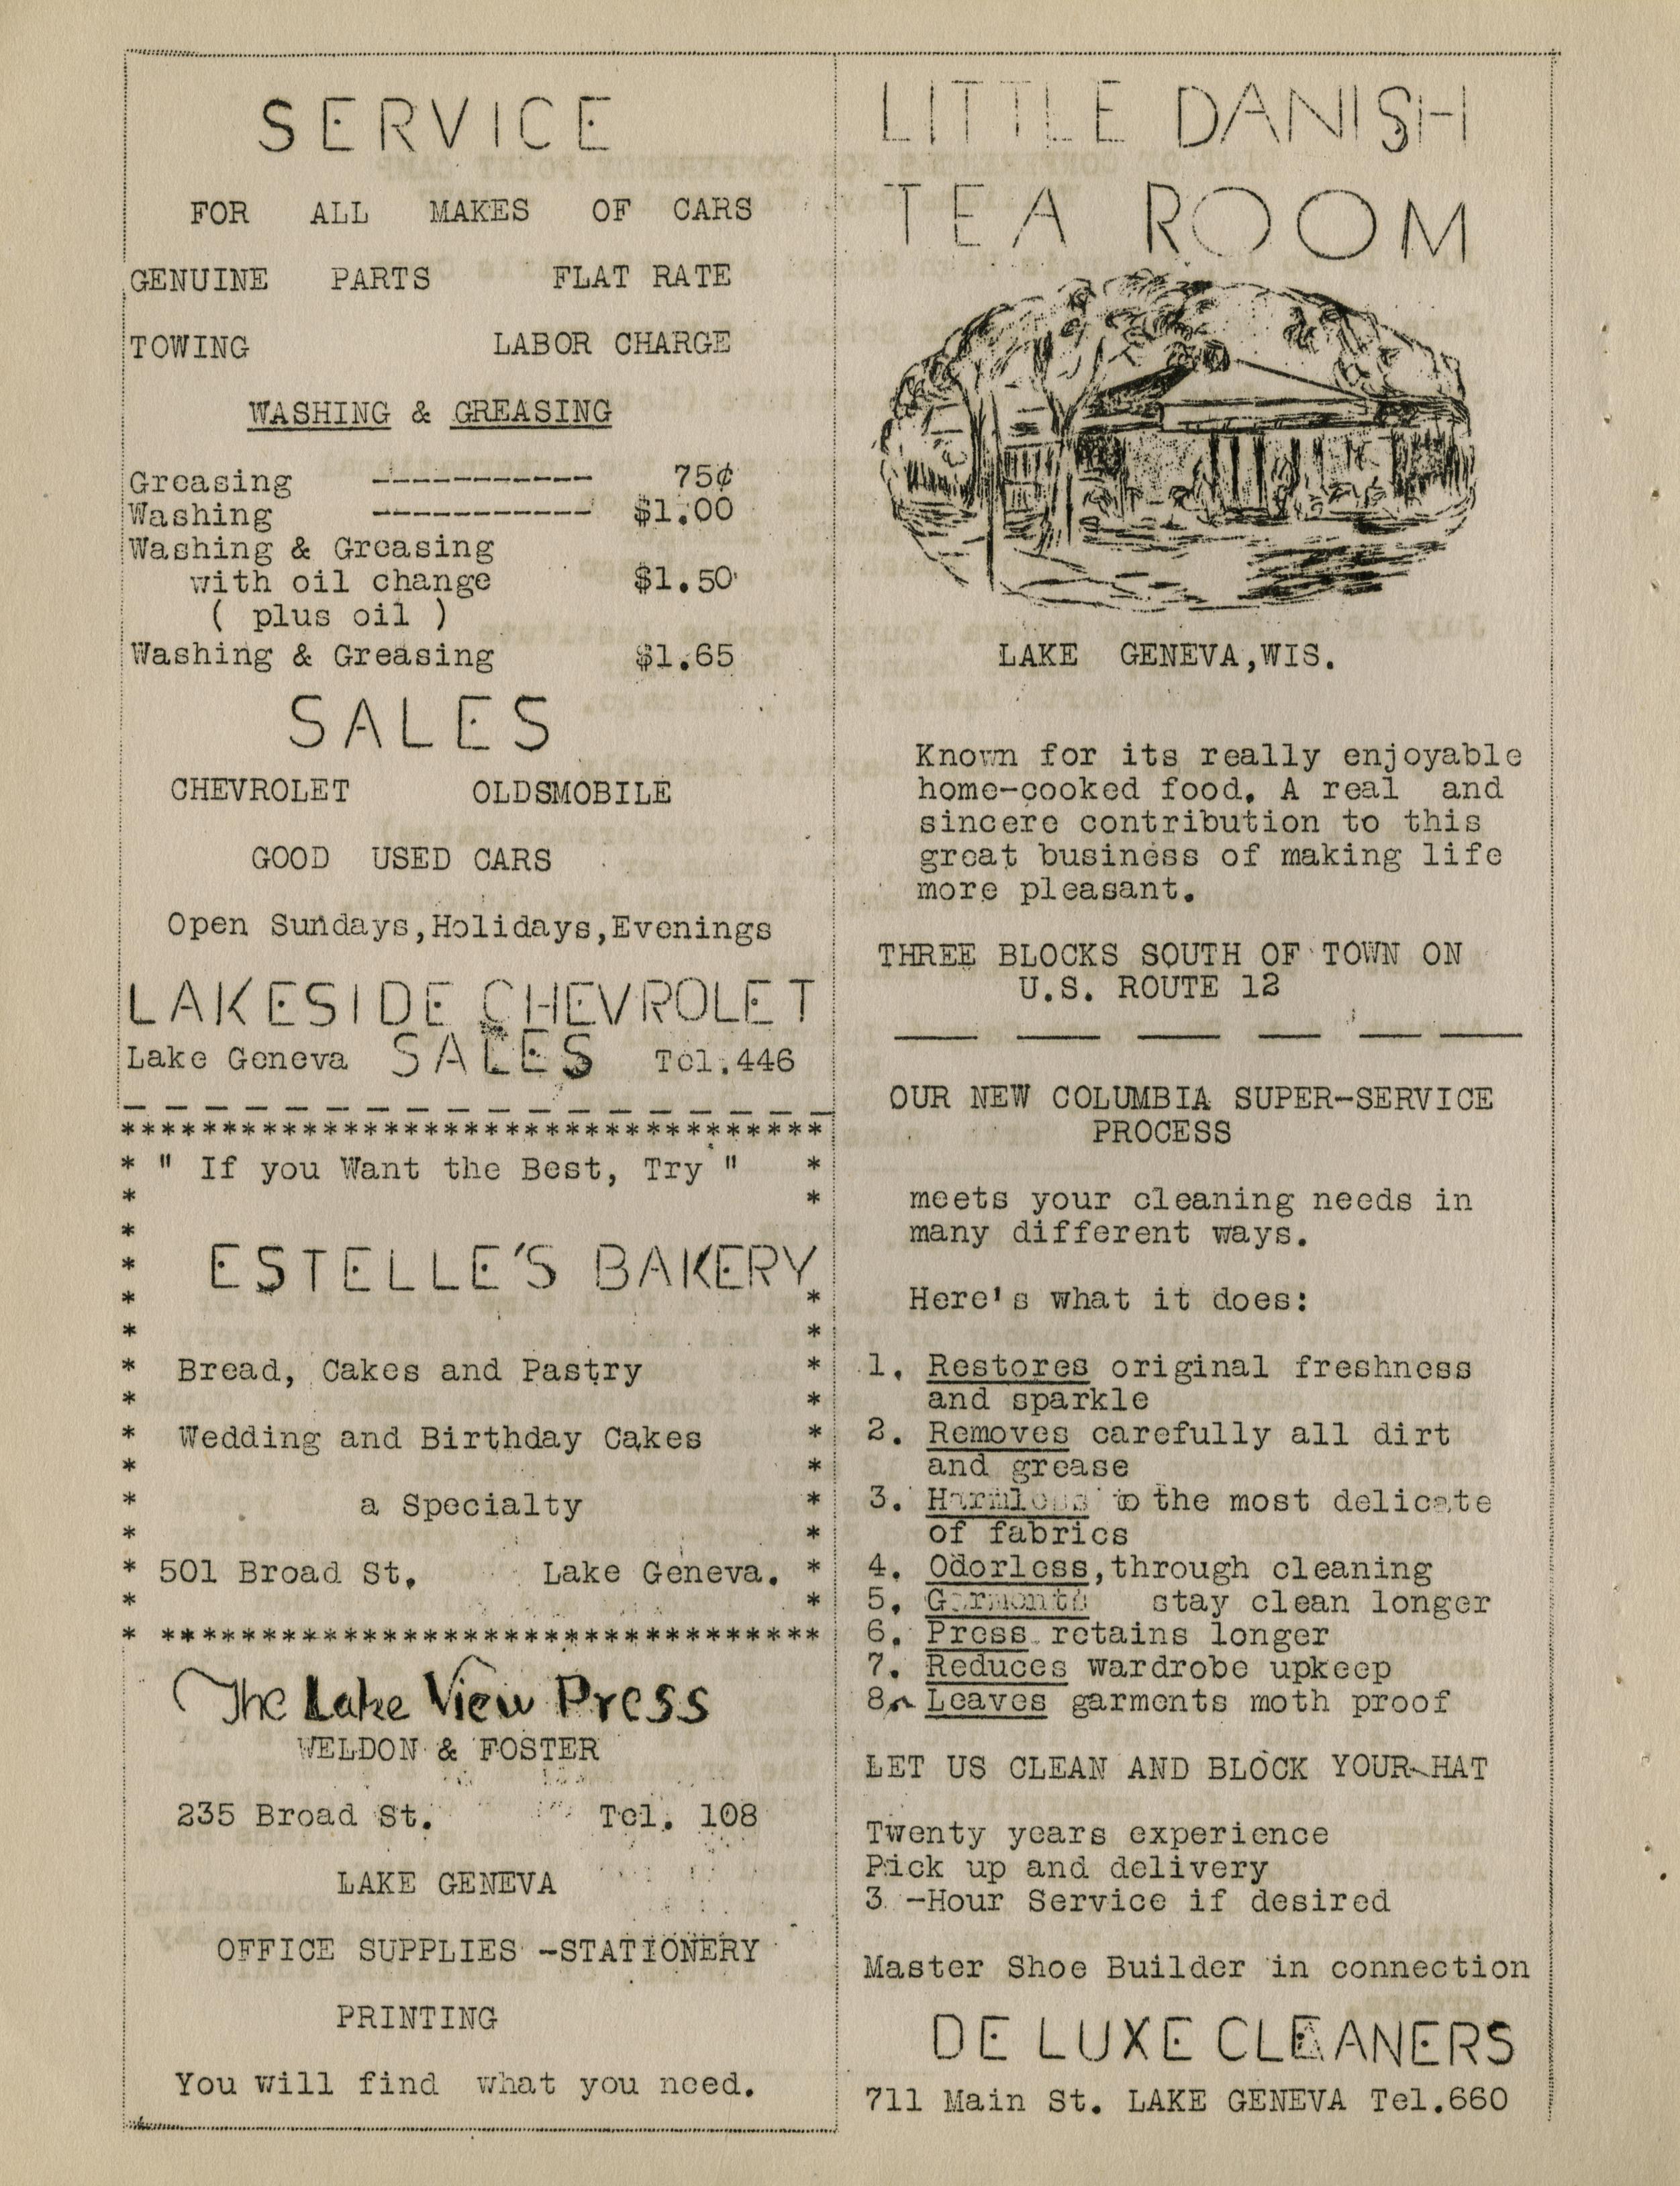 SERVICE
FOR ALL MAKES OF CARS
GENUINE PARTS FLAT RATE
TOWING LABOR CHARGE
WASHING & GREASING
Greasing ----------- 75¢
Washing ----------- $1.00
Washing & Greasing
with oil change $1.50
( plus oil )
Washing & Greasing $1.65
SALES
CHEVROLET OLDSMOBILE
GOOD USED CARS
Open Sundays,Holidays,Evenings
LAKESIDE CHEVROLET
Lake Geneva SALES Tel.446
" If you Want the Best, Try "
ESTELLE'S BAKERY
Bread, Cakes and Pastry
Wedding and Birthday Cakes
a Specialty
501 Broad St. Lake Geneva.
The Lake View Press
WELDON & FOSTER
235 Broad St. Tel. 108
LAKE GENEVA
OFFICE SUPPLIES -STATIONERY
PRINTING
You will find what you need.
LITTLE DANISH
TEA ROOM
LAKE GENEVA,WIS.
Known for its really enjoyable
home-cooked food. A real and
sincere contribution to this
great business of making life
more pleasant.
THREE BLOCKS SOUTH OF TOWN ON
U.S. ROUTE 12
OUR NEW COLUMBIA SUPER-SERVICE
PROCESS
meets your cleaning needs in
many different ways.
Here's what it does:
1. Restores original freshness
and sparkle
2. Removes carefully all dirt
and grease
3. Harmless to the most delicate
of fabrics
4. Odorless,through cleaning
5. Garments stay clean longer
6. Press retains longer
7. Reduces wardrobe upkeep
8. Leaves garments moth proof
LET US CLEAN AND BLOCK YOUR HAT
Twenty years experience
Pick up and delivery
3 -Hour Service if desired
Master Shoe Builder in connection
DE LUXE CLEANERS
711 Main St. LAKE GENEVA Tel.660